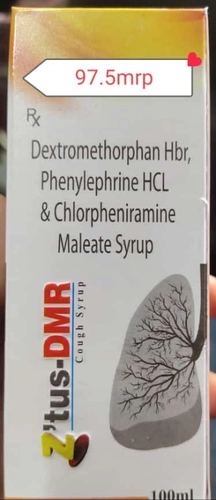 97.5mrp
Rx
Dextromethorphan Hbr,
Phenylephrine HCL
& Chlorpheniramine
Maleate Syrup
Z'tus-DMR
Cough Syrup
100ml